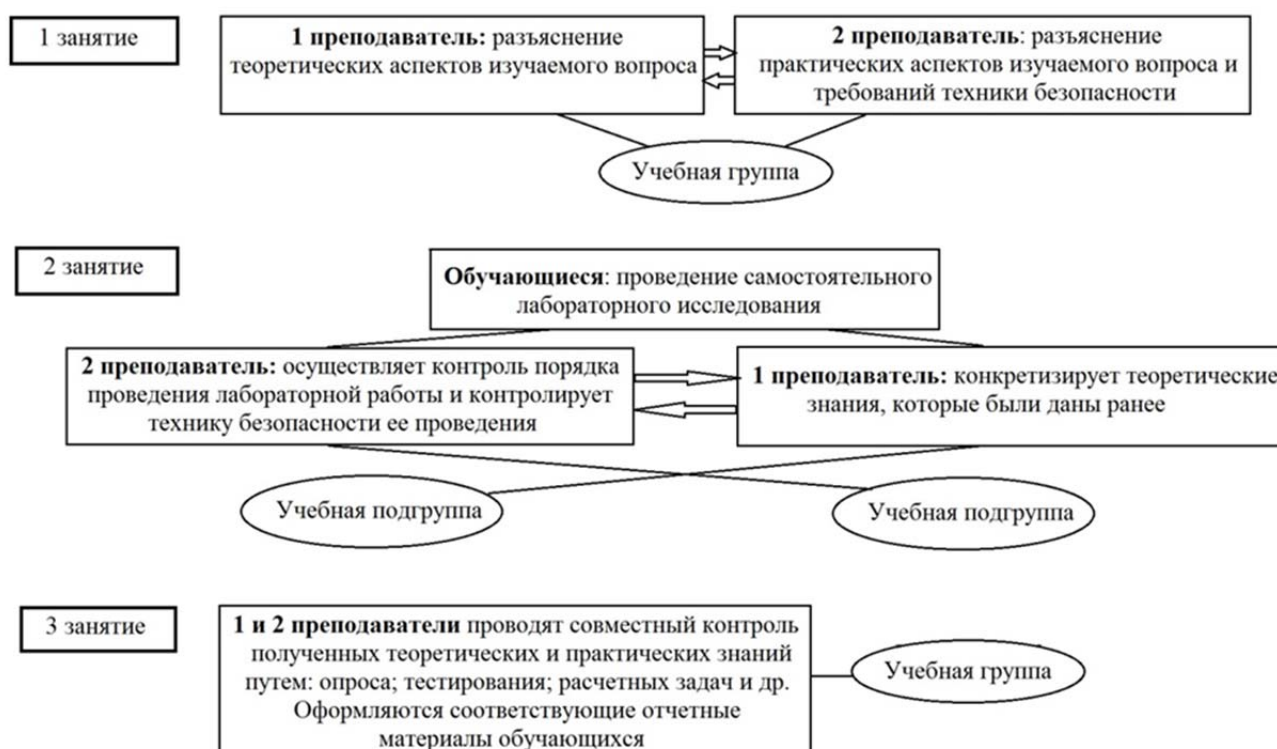 1 занятие
1 преподаватель: разъяснение
теоретических аспектов изучаемого вопроса
2 преподаватель: разъяснение
практических аспектов изучаемого вопроса и
требований техники безопасности
Учебная группа
2 занятие
Обучающиеся: проведение самостоятельного
лабораторного исследования
2 преподаватель: осуществляет контроль порядка
проведения лабораторной работы и контролирует
технику безопасности ее проведения
1 преподаватель: конкретизирует теоретические
знания, которые были даны ранее
Учебная подгруппа
Учебная подгруппа
3 занятие
1 и 2 преподаватели проводят совместный контроль
полученных теоретических и практических знаний
путем: опроса; тестирования; расчетных задач и др.
Оформляются соответствующие отчетные
материалы обучающихся
Учебная группа